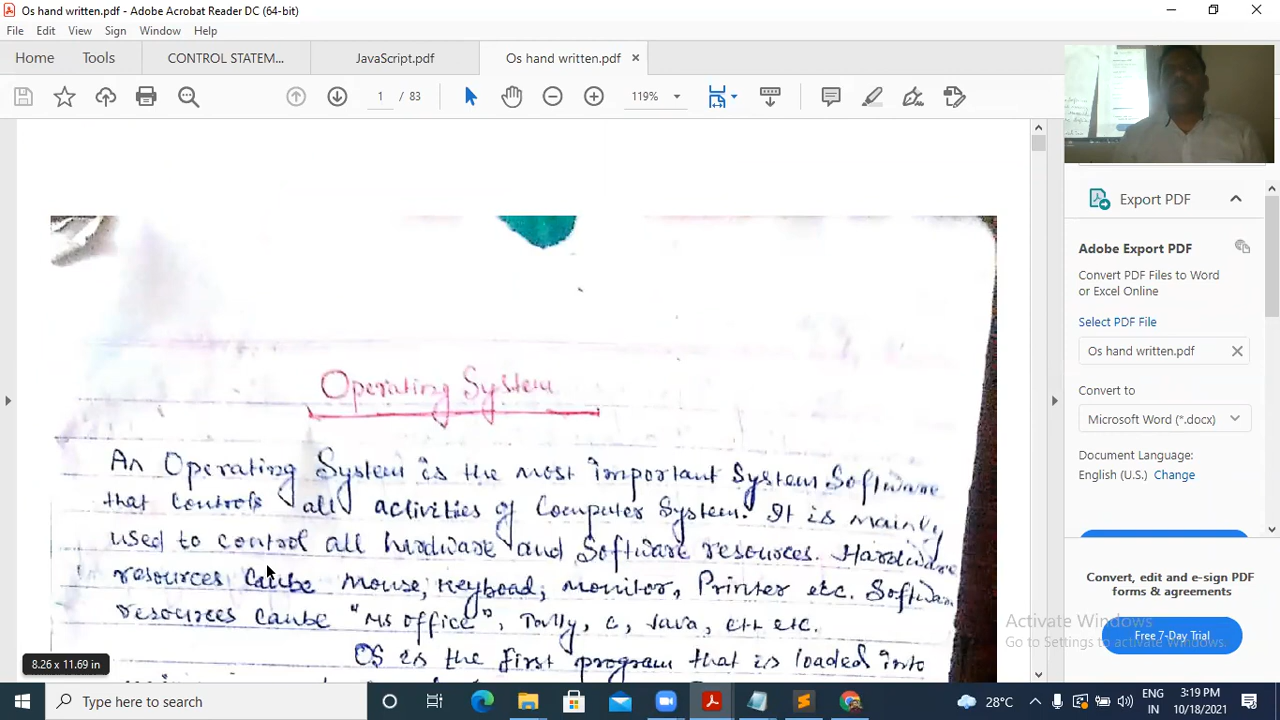 Os hand written.pdf - Adobe Acrobat Reader DC (64-bit)
File Edit View Sign Window Help
Home Tools CONTROL STATEM... JavaScript.pdf Os hand written.pdf ×
1 / 83 119%
Export PDF
Adobe Export PDF
Convert PDF Files to Word
or Excel Online
Select PDF File
Os hand written.pdf
Convert to
Microsoft Word (*.docx)
Document Language:
English (U.S.) Change
Convert, edit and e-sign PDF
forms & agreements
Free 7-Day Trial
Activate Windows
Go to Settings to activate Windows.
Operating System
An Operating System is the most important System Software
that controls all activities of Computer System. It is mainly
used to control all hardware and Software resources. Hardware
resources canbe mouse, Keyboad, monitor, Printer etc. Software
resources canbe "Ms office", Tally, C, Java, C++ etc.
OS is the first program that is loaded into
8.26 x 11.69 in
Type here to search
28°C
ENG
IN
3:19 PM
10/18/2021